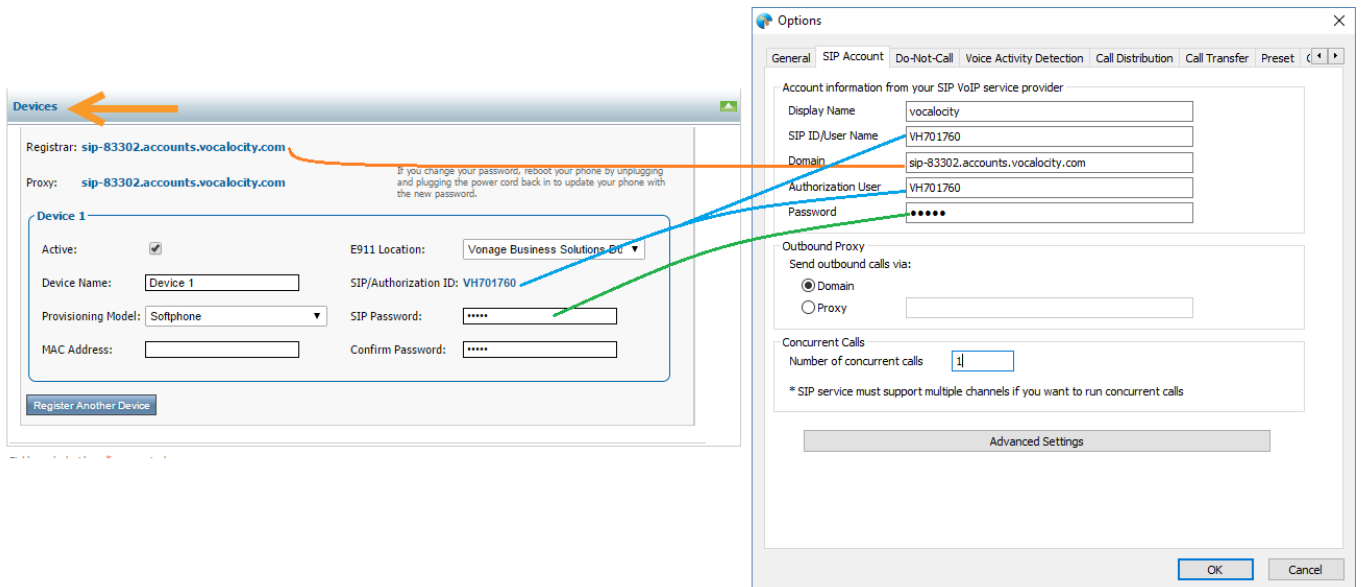 Devices
Registrar: sip-83302.accounts.vocalocity.com
If you change your password, reboot your phone by unplugging
Proxy: sip-83302.accounts.vocalocity.com
and plugging the power cord back in to update your phone with
the new password.
Device 1
Active:
E911 Location: Vonage Business Solutions
Device Name: Device 1
SIP/Authorization ID: VH701760
Provisioning Model: Softphone
SIP Password: •••••
MAC Address:
Confirm Password: •••••
Register Another Device
Options
General SIP Account Do-Not-Call Voice Activity Detection Call Distribution Call Transfer Preset
Account information from your SIP VoIP service provider
Display Name vocalocity
SIP ID/User Name VH701760
Domain sip-83302.accounts.vocalocity.com
Authorization User VH701760
Password •••••
Outbound Proxy
Send outbound calls via:
Domain
Proxy
Concurrent Calls
Number of concurrent calls 1
* SIP service must support multiple channels if you want to run concurrent calls
Advanced Settings
OK Cancel